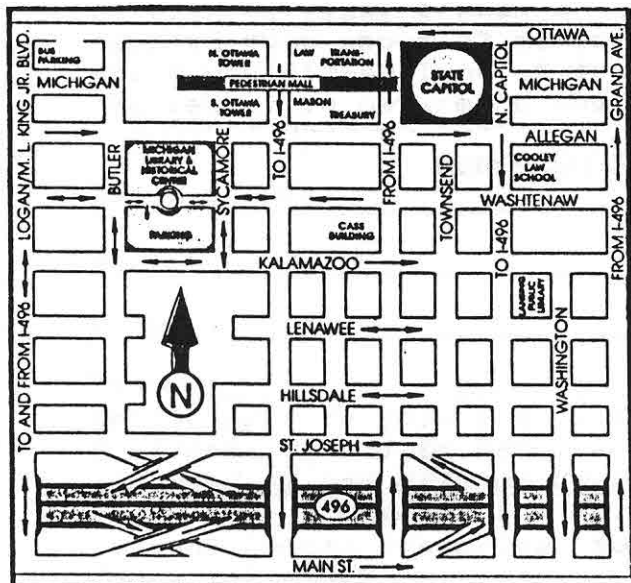 OTTAWA
BUS
PARKING
N. OTTAWA
TOWER
LAW
TRANS-
PORTATION
STATE
CAPITOL
N. CAPITOL
GRAND AVE.
LOGAN/M. L. KING JR. BLVD.
MICHIGAN
PEDESTRIAN MALL
MICHIGAN
S. OTTAWA
TOWER
MASON
TREASURY
ALLEGAN
BUTLER
MICHIGAN
LIBRARY &
HISTORICAL
CENTRE
SYCAMORE
TO I-496
FROM I-496
TOWNSEND
COOLEY
LAW
SCHOOL
WASHTENAW
PARKING
CASS
BUILDING
TO I-496
FROM I-496
KALAMAZOO
LANSING
PUBLIC
LIBRARY
WASHINGTON
LENAWEE
TO AND FROM I-496
N
HILLSDALE
ST. JOSEPH
496
MAIN ST.